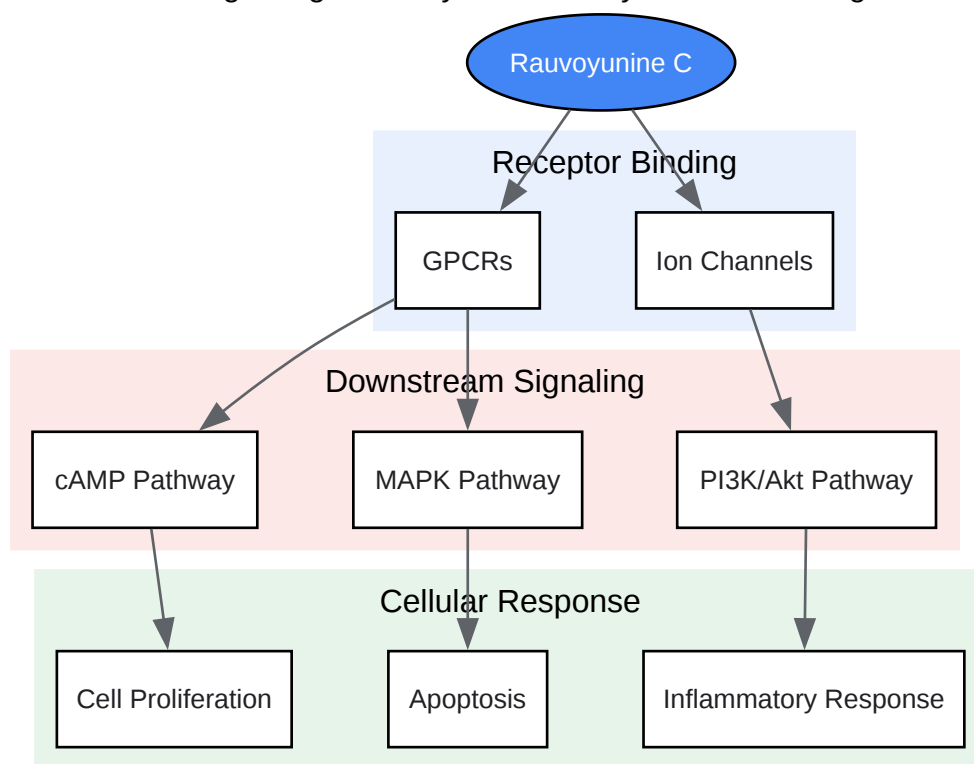 Rauvoyunine C
Receptor Binding
GPCRs
Ion Channels
Downstream Signaling
cAMP Pathway
MAPK Pathway
PI3K/Akt Pathway
Cellular Response
Cell Proliferation
Apoptosis
Inflammatory Response